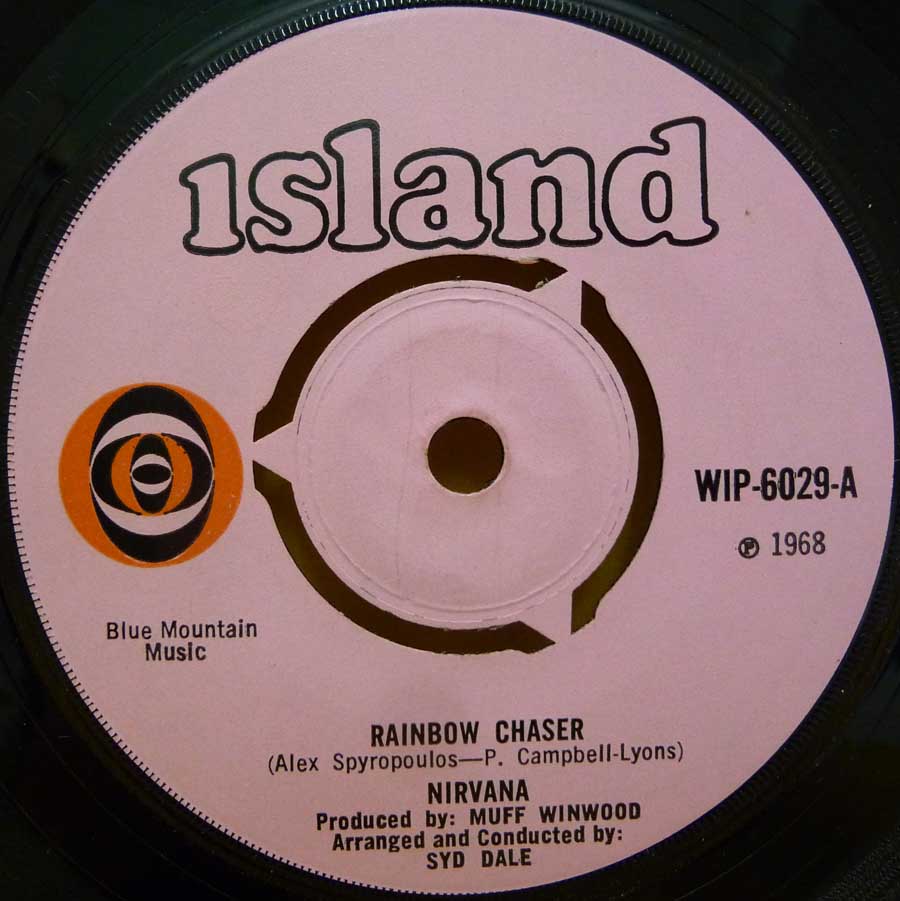 island
WIP-6029-A
℗ 1968
Blue Mountain
Music
RAINBOW CHASER
(Alex Spyropoulos—P. Campbell-Lyons)
NIRVANA
Produced by: MUFF WINWOOD
Arranged and Conducted by:
SYD DALE